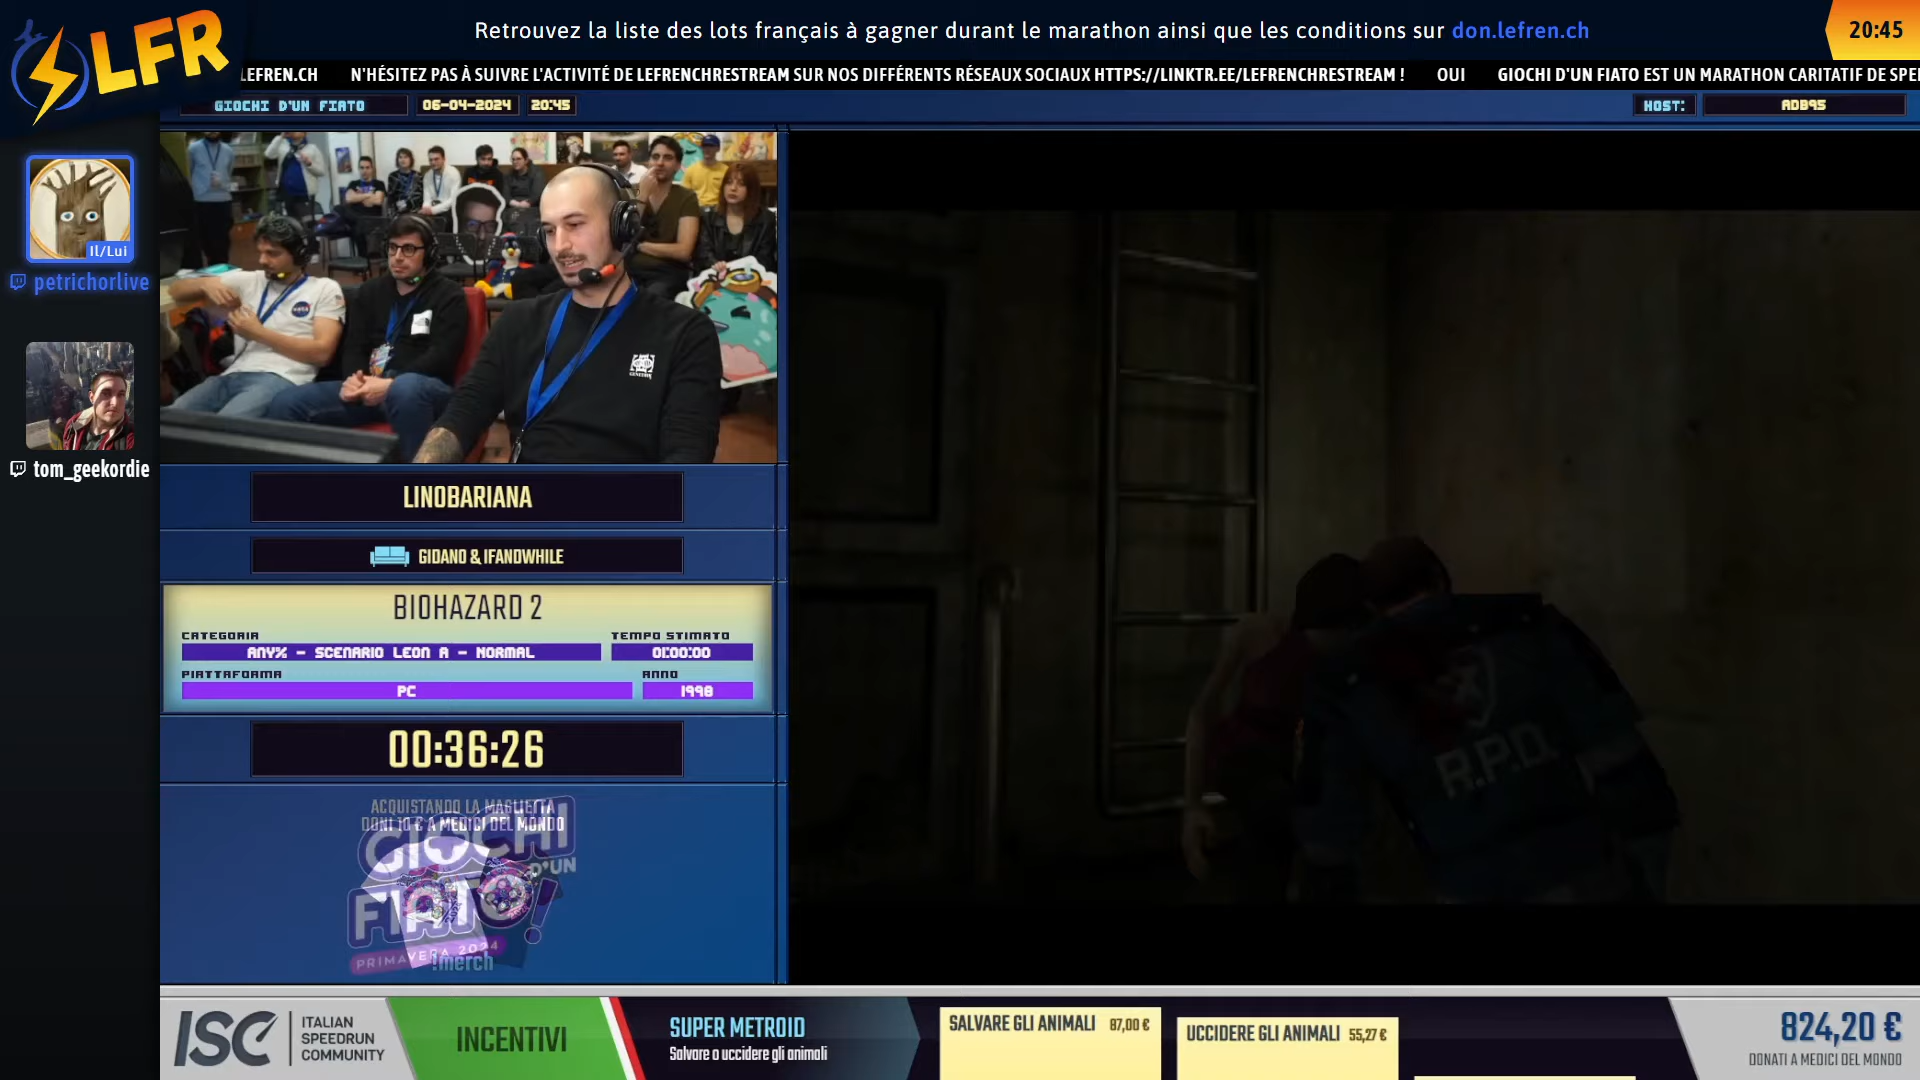 LFR
Retrouvez la liste des lots français à gagner durant le marathon ainsi que les conditions sur don.lefren.ch
20:45
LEFREN.CH N'HÉSITEZ PAS À SUIVRE L'ACTIVITÉ DE LEFRENCHRESTREAM SUR NOS DIFFÉRENTS RÉSEAUX SOCIAUX HTTPS://LINKTR.EE/LEFRENCHRESTREAM ! OUI GIOCHI D'UN FIATO EST UN MARATHON CARITATIF DE SPE
GIOCHI D'UN FIATO 06-04-2024 20:45
HOST: ADB95
Il/Lui
petrichorlive
tom_geekordie
NASA
LINOBARIANA
GIDANO & IFANDWHILE
BIOHAZARD 2
CATEGORIA TEMPO STIMATO
ANY% - SCENARIO LEON A - NORMAL 01:00:00
PIATTAFORMA ANNO
PC 1998
00:36:26
ACQUISTANDO LA MAGLIETTA
DONI 10 € A MEDICI DEL MONDO
GIOCHI
D'UN
FIATO!
PRIMAVERA 2024
!merch
R.P.D.
ISC ITALIAN
SPEEDRUN
COMMUNITY
INCENTIVI
SUPER METROID
Salvare o uccidere gli animali
SALVARE GLI ANIMALI 87,00 €
UCCIDERE GLI ANIMALI 55,27 €
824,20 €
DONATI A MEDICI DEL MONDO